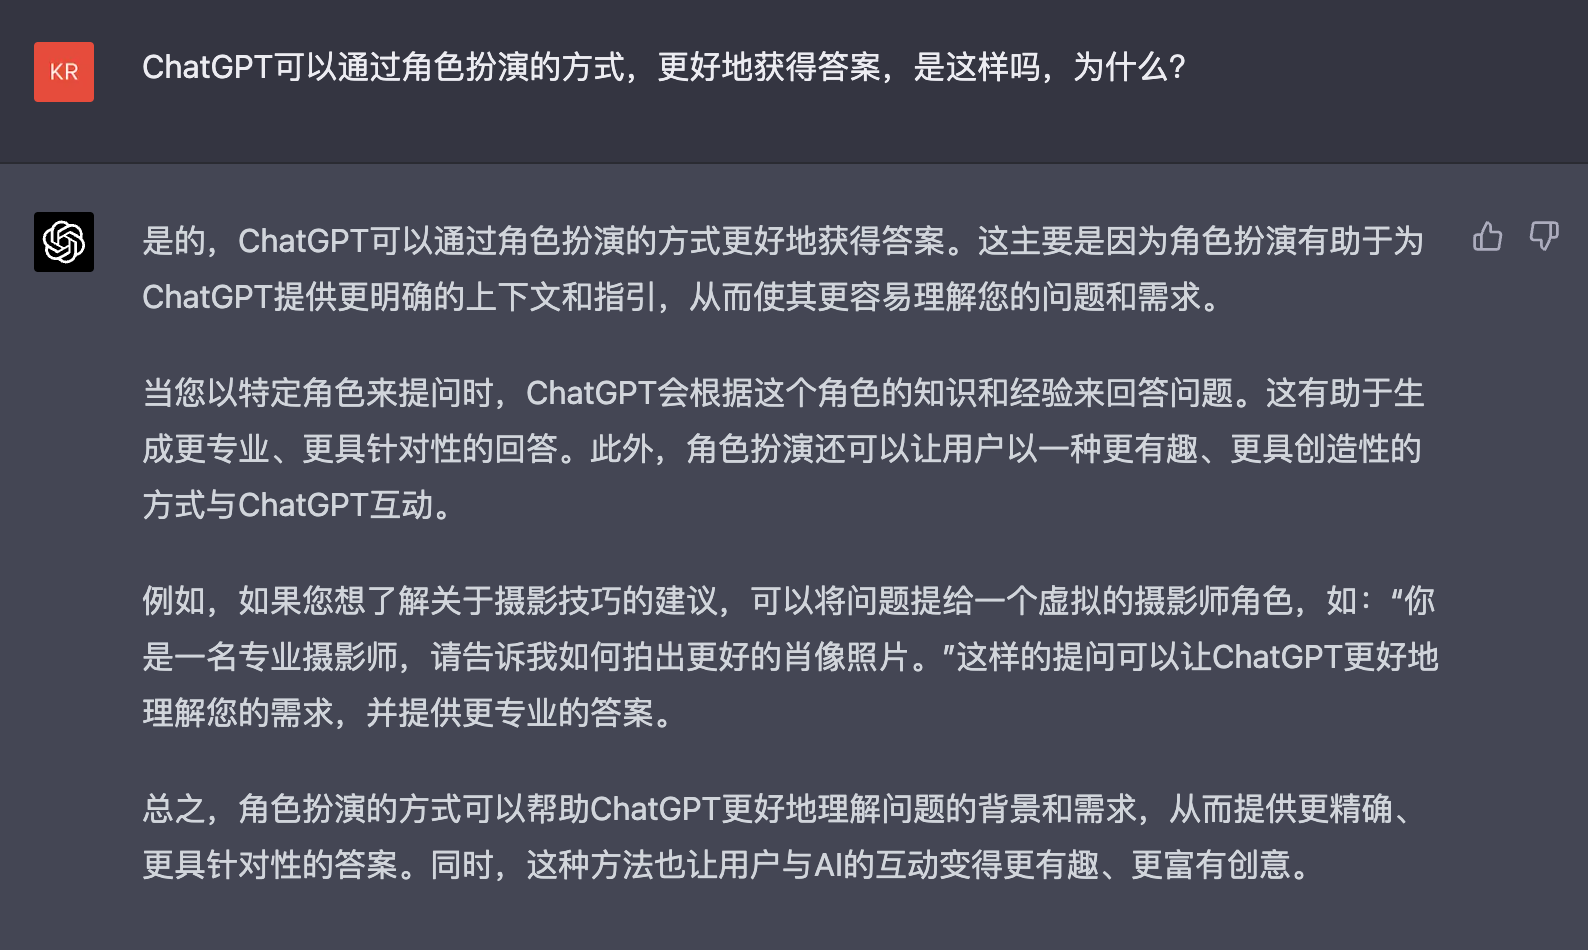 KR
ChatGPT可以通过角色扮演的方式，更好地获得答案，是这样吗，为什么?
是的，ChatGPT可以通过角色扮演的方式更好地获得答案。这主要是因为角色扮演有助于为
ChatGPT提供更明确的上下文和指引，从而使其更容易理解您的问题和需求。
当您以特定角色来提问时，ChatGPT会根据这个角色的知识和经验来回答问题。这有助于生
成更专业、更具针对性的回答。此外，角色扮演还可以让用户以一种更有趣、更具创造性的
方式与ChatGPT互动。
例如，如果您想了解关于摄影技巧的建议，可以将问题提给一个虚拟的摄影师角色，如：“你
是一名专业摄影师，请告诉我如何拍出更好的肖像照片。”这样的提问可以让ChatGPT更好地
理解您的需求，并提供更专业的答案。
总之，角色扮演的方式可以帮助ChatGPT更好地理解问题的背景和需求，从而提供更精确、
更具针对性的答案。同时，这种方法也让用户与AI的互动变得更有趣、更富有创意。